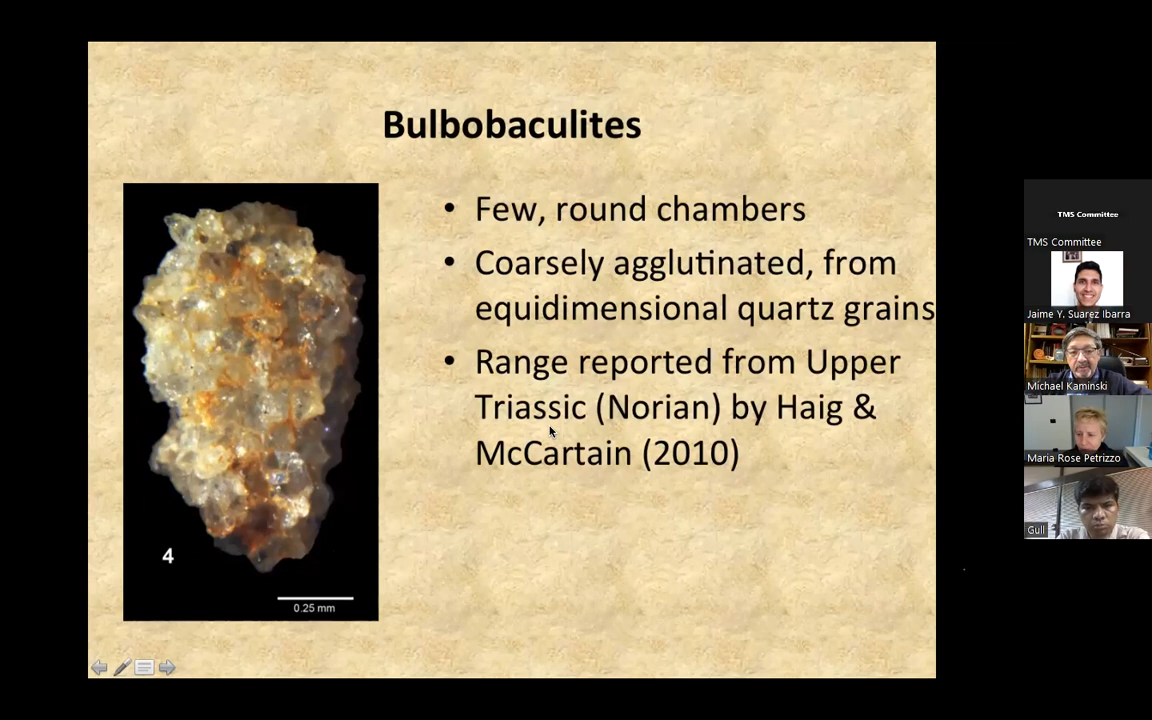 Bulbobaculites
• Few, round chambers
• Coarsely agglutinated, from
equidimensional quartz grains
• Range reported from Upper
Triassic (Norian) by Haig &
McCartain (2010)
4
0.25 mm
TMS Committee
TMS Committee
Jaime Y. Suarez Ibarra
Michael Kaminski
Maria Rose Petrizzo
Gull